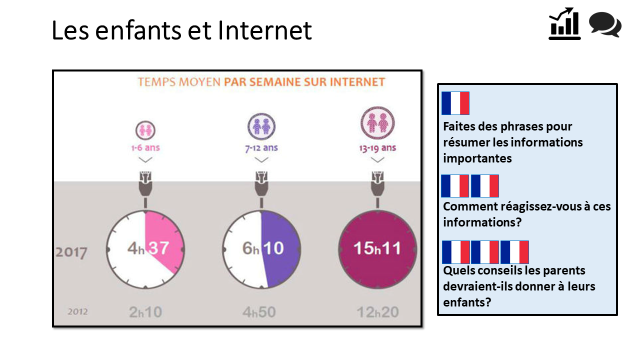 Les enfants et Internet
TEMPS MOYEN PAR SEMAINE SUR INTERNET
1-6 ans
7-12 ans
13-19 ans
2017
4h37
6h10
15h11
2012
2h10
4h50
12h20
Faites des phrases pour
résumer les informations
importantes
Comment réagissez-vous à ces
informations?
Quels conseils les parents
devraient-ils donner à leurs
enfants?